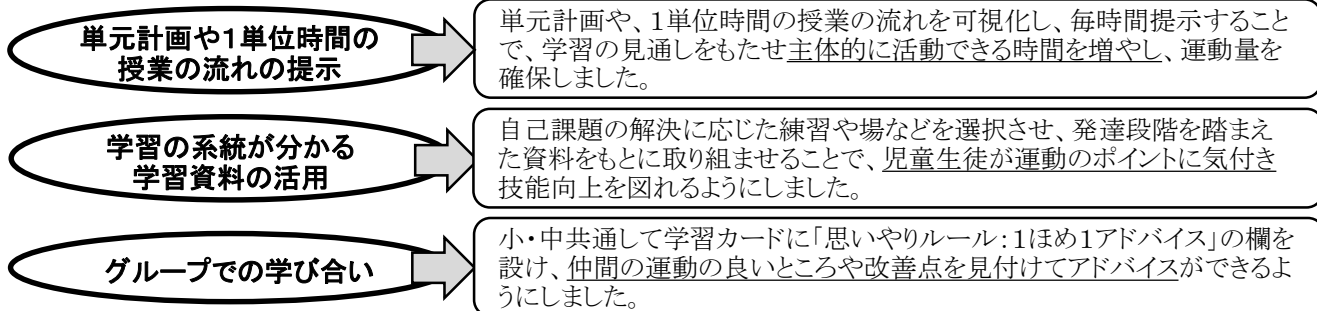 単元計画や1単位時間の
授業の流れの提示
単元計画や、1単位時間の授業の流れを可視化し、毎時間提示すること
で、学習の見通しをもたせ主体的に活動できる時間を増やし、運動量を
確保しました。
学習の系統が分かる
学習資料の活用
自己課題の解決に応じた練習や場などを選択させ、発達段階を踏まえ
た資料をもとに取り組ませることで、児童生徒が運動のポイントに気付き
技能向上を図れるようにしました。
グループでの学び合い
小・中共通して学習カードに「思いやりルール:1ほめ1アドバイス」の欄を
設け、仲間の運動の良いところや改善点を見付けてアドバイスができるよ
うにしました。